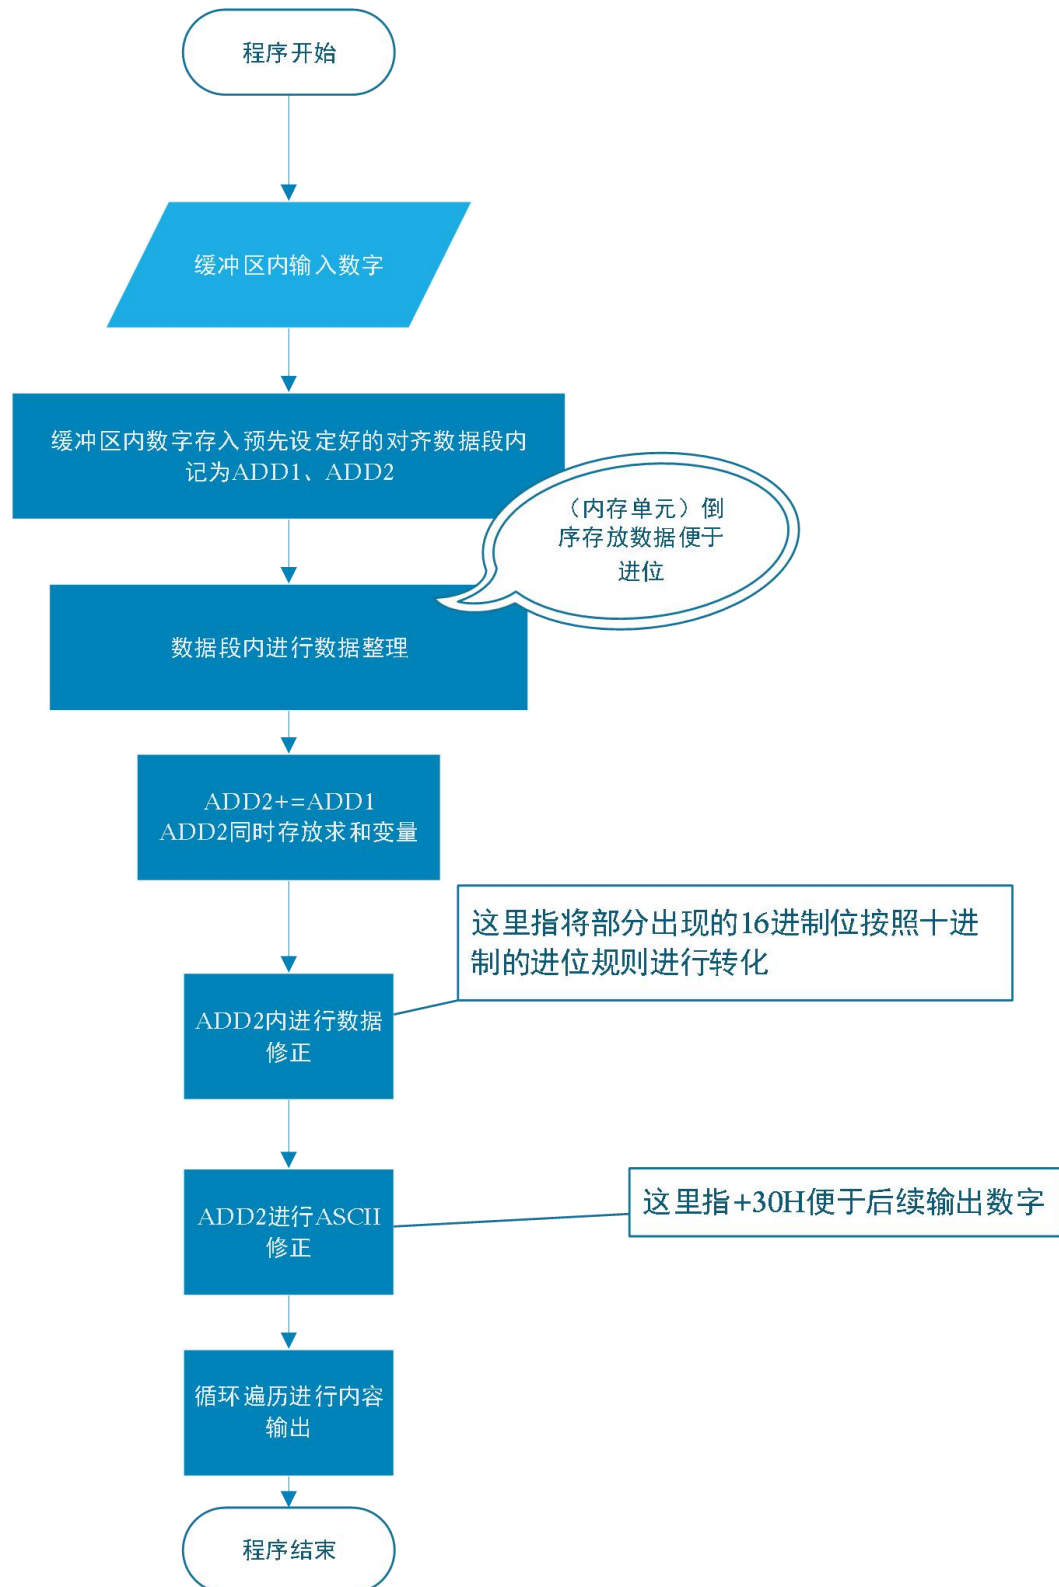 程序开始
缓冲区内输入数字
缓冲区内数字存入预先设定好的对齐数据段内
记为ADD1、ADD2
（内存单元）倒
序存放数据便于
进位
数据段内进行数据整理
ADD2+=ADD1
ADD2同时存放求和变量
这里指将部分出现的16进制位按照十进
制的进位规则进行转化
ADD2内进行数据
修正
ADD2进行ASCII
修正
这里指+30H便于后续输出数字
循环遍历进行内容
输出
程序结束